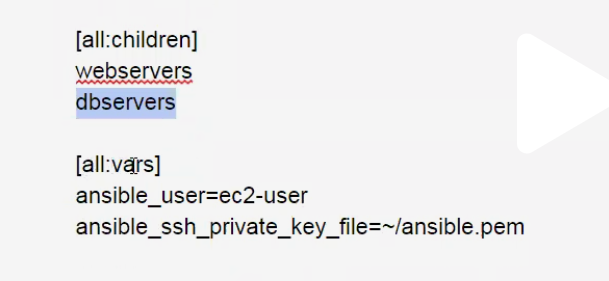 [all:children]
webservers
dbservers
[all:vars]
ansible_user=ec2-user
ansible_ssh_private_key_file=~/ansible.pem